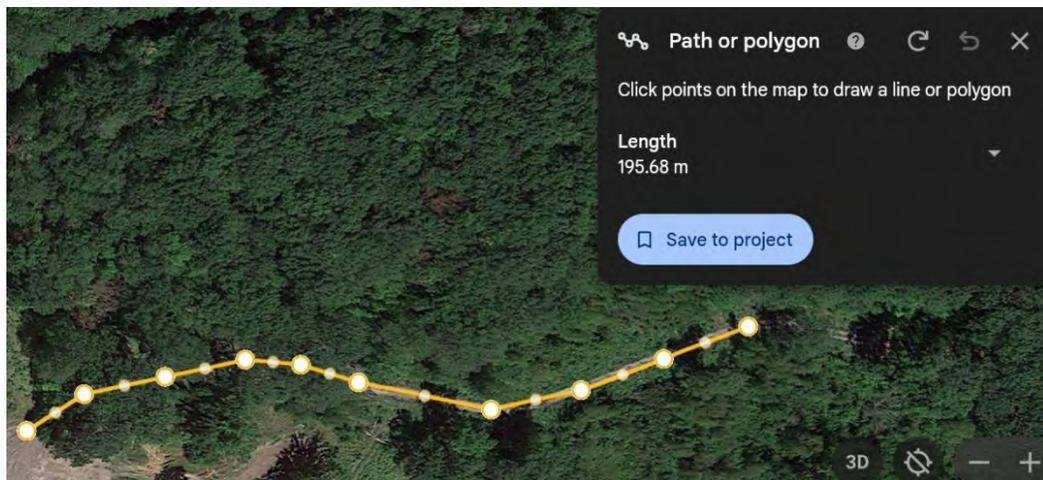 Path or polygon
Click points on the map to draw a line or polygon
Length
195.68 m
Save to project
3D